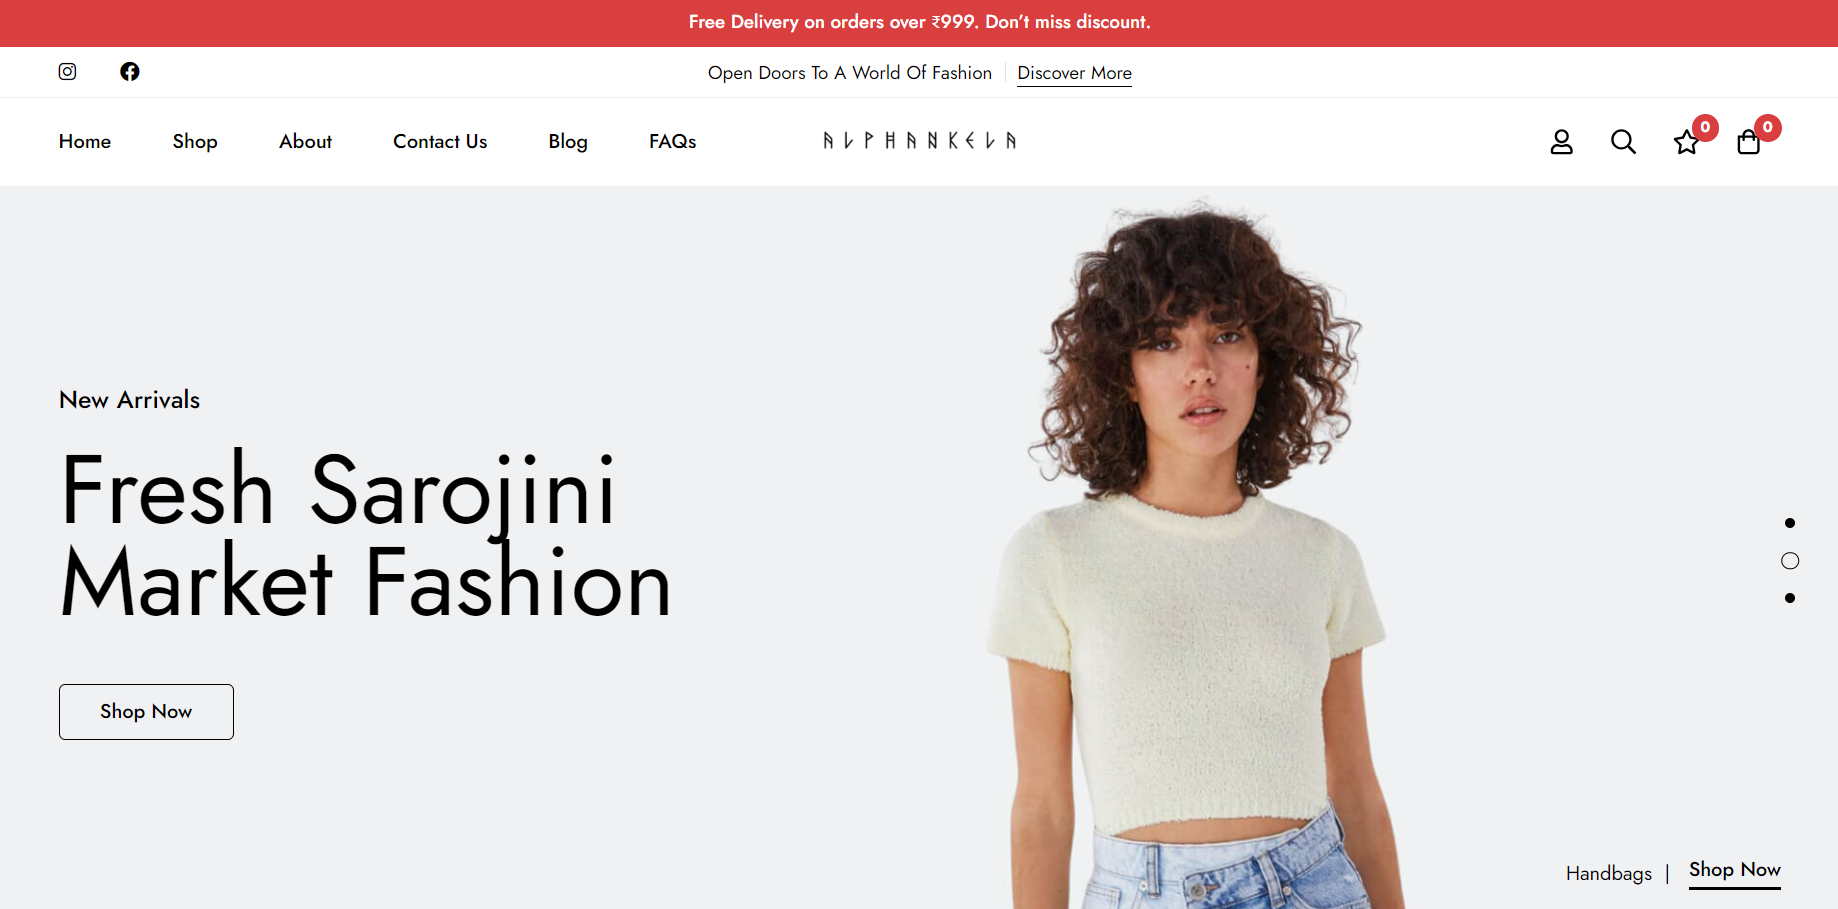 Free Delivery on orders over ₹999. Don't miss discount.
Open Doors To A World Of Fashion
Discover More
Home
Shop
About
Contact Us
Blog
FAQs
ALPHANKELA
0
0
New Arrivals
Fresh Sarojini
Market Fashion
Shop Now
Handbags | Shop Now